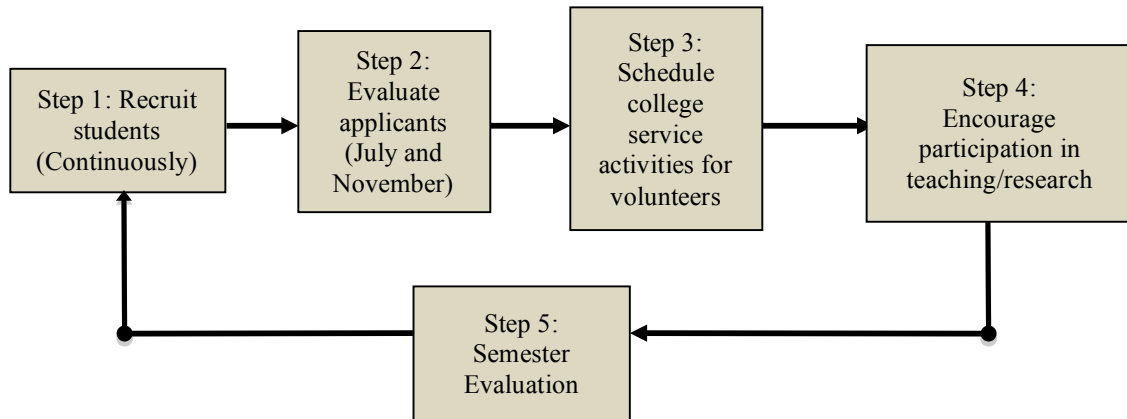 Step 1: Recruit
students
(Continuously)
Step 2:
Evaluate
applicants
(July and
November)
Step 3:
Schedule
college
service
activities for
volunteers
Step 4:
Encourage
participation in
teaching/research
Step 5:
Semester
Evaluation